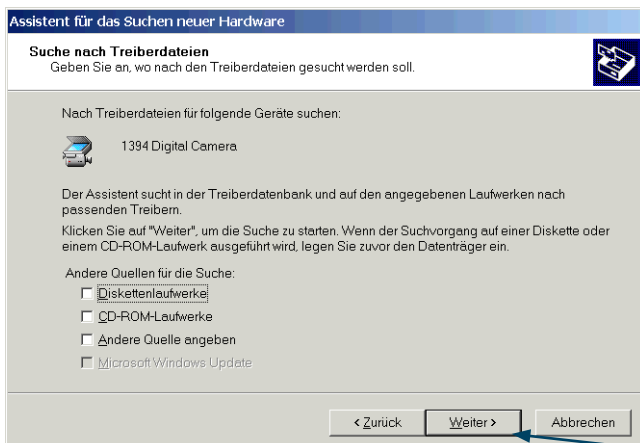 Assistent für das Suchen neuer Hardware
Suche nach Treiberdateien
Geben Sie an, wo nach den Treiberdateien gesucht werden soll.
Nach Treiberdateien für folgende Geräte suchen:
1394 Digital Camera
Der Assistent sucht in der Treiberdatenbank und auf den angegebenen Laufwerken nach
passenden Treibern.
Klicken Sie auf "Weiter", um die Suche zu starten. Wenn der Suchvorgang auf einer Diskette oder
einem CD-ROM-Laufwerk ausgeführt wird, legen Sie zuvor den Datenträger ein.
Andere Quellen für die Suche:
Diskettenlaufwerke
CD-ROM-Laufwerke
Andere Quelle angeben
Microsoft Windows Update
< Zurück Weiter > Abbrechen